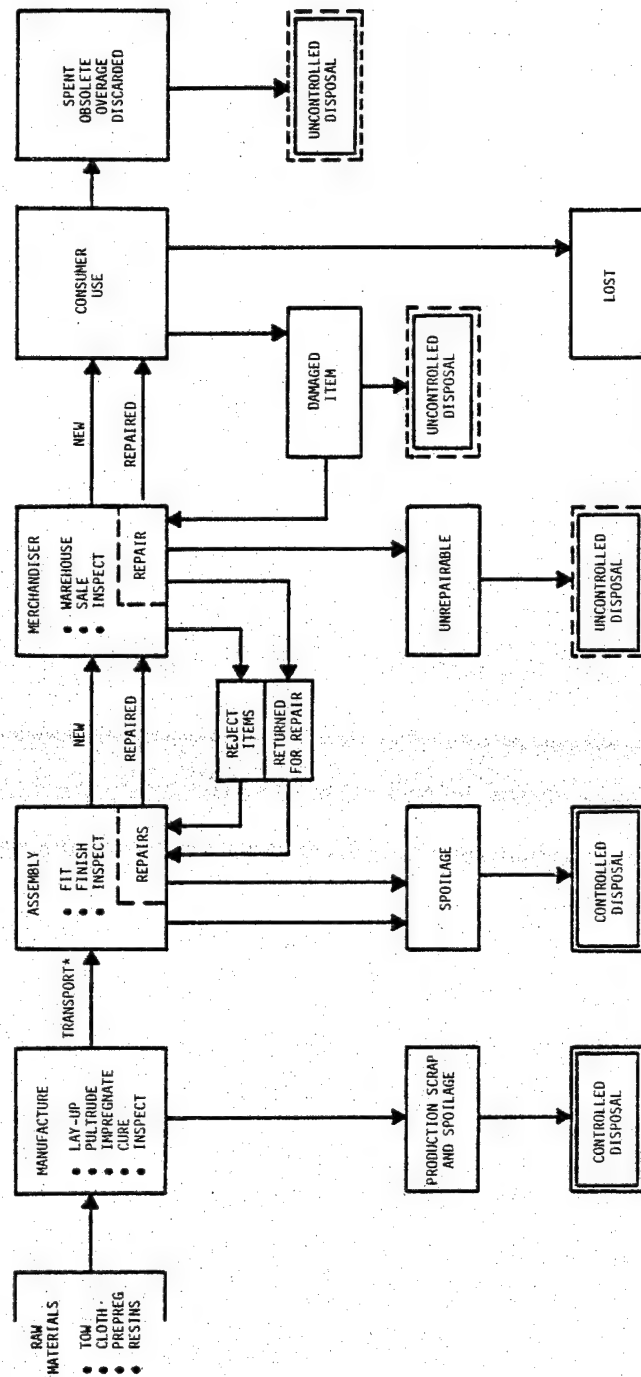 RAW
MATERIALS
• TOW
• CLOTH
• PREPREG
• RESINS
MANUFACTURE
• LAY-UP
• PULTRUDE
• IMPREGNATE
• CURE
• INSPECT
TRANSPORT*
ASSEMBLY
• FIT
• FINISH
• INSPECT
REPAIRS
NEW
REPAIRED
MERCHANDISER
• WAREHOUSE
• SALE
• INSPECT
REPAIR
NEW
REPAIRED
CONSUMER
USE
SPENT
OBSOLETE
OVERAGE
DISCARDED
REJECT
ITEMS
RETURNED
FOR REPAIR
DAMAGED
ITEM
UNCONTROLLED
DISPOSAL
PRODUCTION SCRAP
AND SPOILAGE
SPOILAGE
UNREPAIRABLE
UNCONTROLLED
DISPOSAL
CONTROLLED
DISPOSAL
CONTROLLED
DISPOSAL
UNCONTROLLED
DISPOSAL
LOST